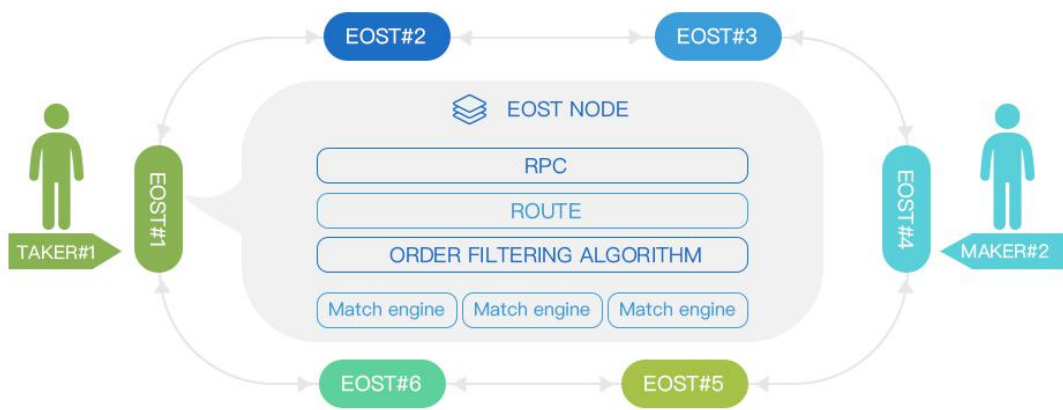 EOST#2
EOST#3
EOST NODE
RPC
ROUTE
ORDER FILTERING ALGORITHM
Match engine
Match engine
Match engine
EOST#1
TAKER#1
EOST#4
MAKER#2
EOST#6
EOST#5